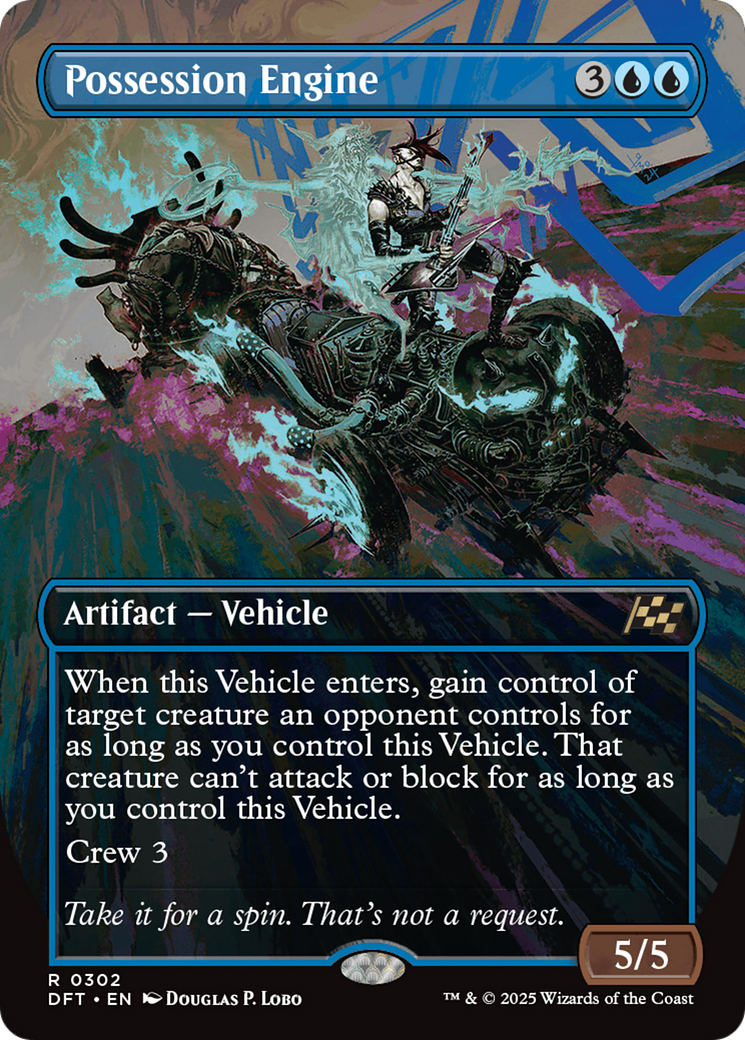 Possession Engine 3
Artifact — Vehicle
When this Vehicle enters, gain control of
target creature an opponent controls for
as long as you control this Vehicle. That
creature can't attack or block for as long as
you control this Vehicle.
Crew 3
Take it for a spin. That's not a request.
5/5
R 0302
DFT • EN Douglas P. Lobo
™ & © 2025 Wizards of the Coast